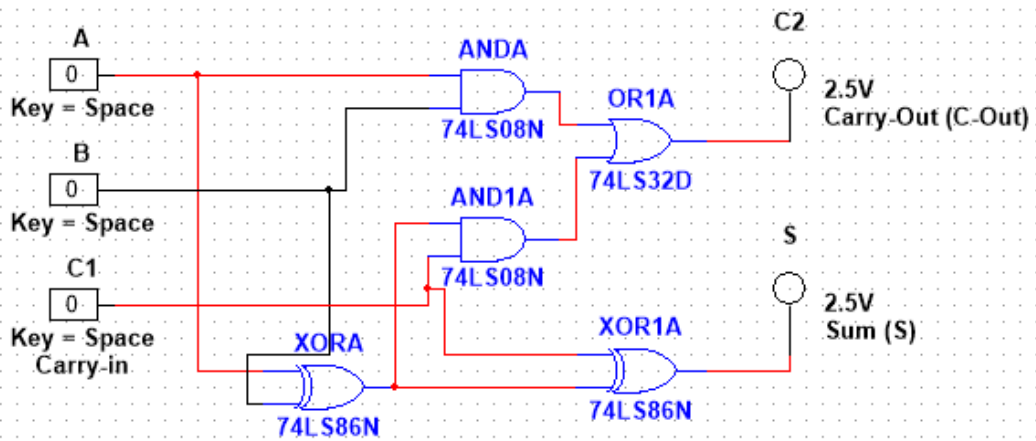 A
0
Key = Space
B
0
Key = Space
C1
0
Key = Space
Carry-in
ANDA
74LS08N
AND1A
74LS08N
XORA
74LS86N
OR1A
74LS32D
XOR1A
74LS86N
C2
2.5V
Carry-Out (C-Out)
S
2.5V
Sum (S)